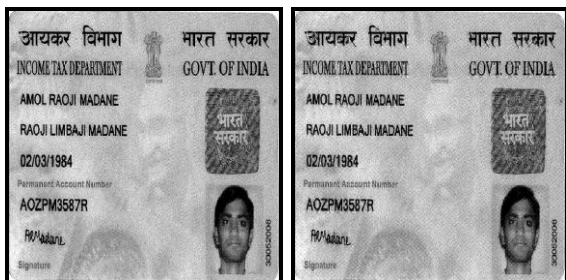 आयकर विभाग
भारत सरकार
INCOME TAX DEPARTMENT
GOVT. OF INDIA
AMOL RAOJI MADANE
RAOJI LIMBAJI MADANE
भारत
सरकार
02/03/1984
Permanent Account Number
AOZPM3587R
Signature
30052006
आयकर विभाग
भारत सरकार
INCOME TAX DEPARTMENT
GOVT. OF INDIA
AMOL RAOJI MADANE
RAOJI LIMBAJI MADANE
भारत
सरकार
02/03/1984
Permanent Account Number
AOZPM3587R
Signature
30052006